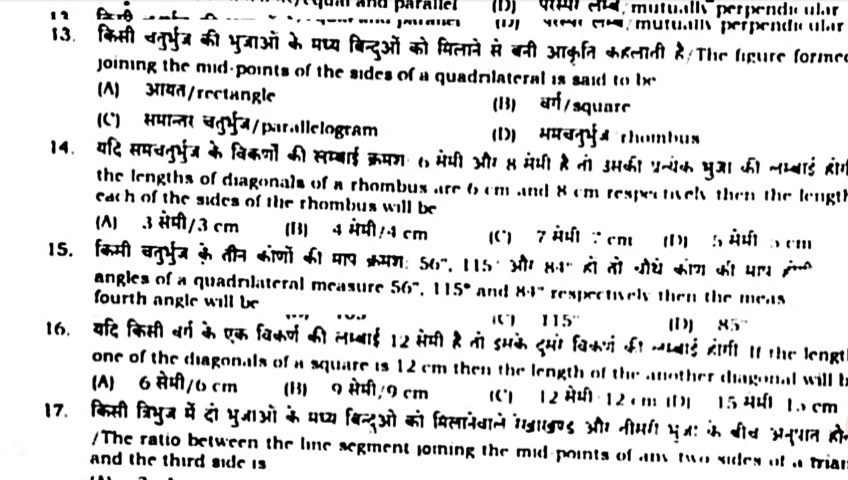 13. किसी चतुर्भुज की भुजाओं के मध्य बिन्दुओं को मिलाने से बनी आकृति कहलाती है/The figure forme
joining the mid-points of the sides of a quadrilateral is said to be
(A) आयत/rectangle (B) वर्ग/square
(C) समान्तर चतुर्भुज/parallelogram (D) समचतुर्भुज rhombus
14. यदि समचतुर्भुज के विकर्णों की लम्बाई क्रमश: 6 सेमी और 8 सेमी है तो उसकी प्रत्येक भुजा की लम्बाई होगी
the lengths of diagonals of a rhombus are 6 cm and 8 cm respectively then the length
each of the sides of the rhombus will be
(A) 3 सेमी/3 cm (B) 4 सेमी/4 cm (C) 7 सेमी 7 cm (D) 5 सेमी 5 cm
15. किसी चतुर्भुज के तीन कोणों की माप क्रमश: 56°, 115° और 84° हो तो चौथे कोण की माप
angles of a quadrilateral measure 56°, 115° and 84° respectively then the meas
fourth angle will be
(C) 115° (D) 85°
16. यदि किसी वर्ग के एक विकर्ण की लम्बाई 12 सेमी है तो इसके दूसरे विकर्ण की लम्बाई होगी If the lengt
one of the diagonals of a square is 12 cm then the length of the another diagonal will b
(A) 6 सेमी/6 cm (B) 9 सेमी/9 cm (C) 12 सेमी 12 cm (D) 15 सेमी 15 cm
17. किसी त्रिभुज में दो भुजाओं के मध्य बिन्दुओं को मिलानेवाले रेखाखण्ड और तीसरी भुजा के बीच अनुपात
/The ratio between the line segment joining the mid-points of any two sides of a trian
and the third side is